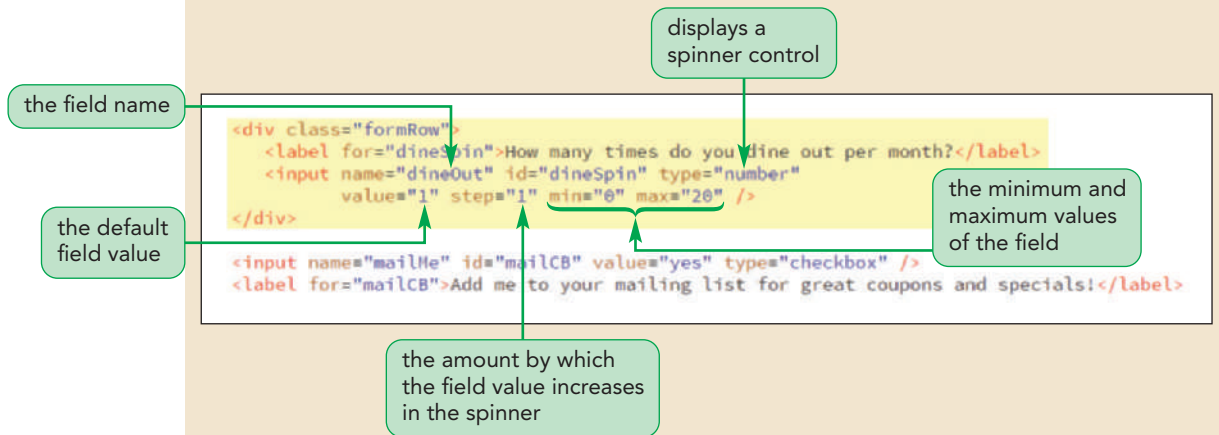 displays a
spinner control
the field name
<div class="formRow">
<label for="dineSpin">How many times do you dine out per month?</label>
<input name="dineOut" id="dineSpin" type="number"
value="1" step="1" min="0" max="20" />
</div>
the minimum and
maximum values
of the field
the default
field value
<input name="mailMe" id="mailCB" value="yes" type="checkbox" />
<label for="mailCB">Add me to your mailing list for great coupons and specials!</label>
the amount by which
the field value increases
in the spinner